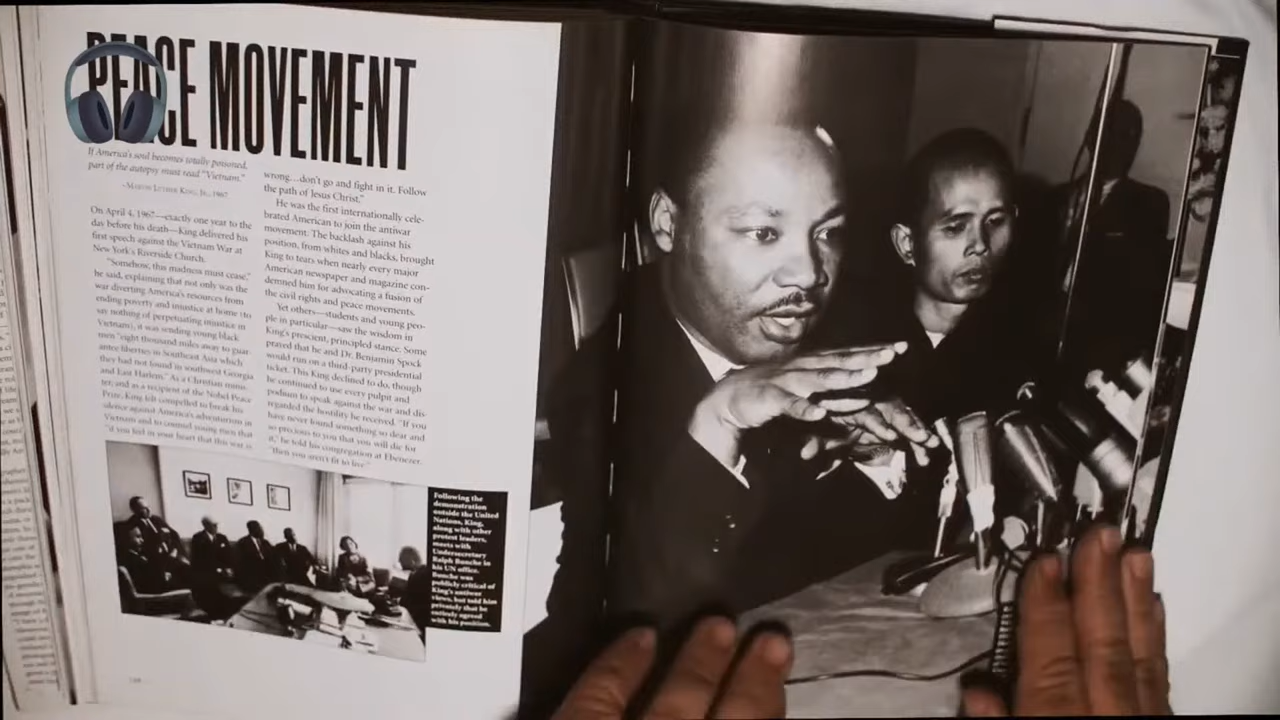 PEACE MOVEMENT
If America's soul becomes totally poisoned,
part of the autopsy must read "Vietnam."
–Martin Luther King, Jr., 1967
On April 4, 1967—exactly one year to the
day before his death—King delivered his
first speech against the Vietnam War at
New York's Riverside Church.
"Somehow, this madness must cease,"
he said, explaining that not only was the
war diverting America's resources from
ending poverty and injustice at home (to
say nothing of perpetuating injustice in
Vietnam), it was sending young black
men "eight thousand miles away to guar-
antee liberties in Southeast Asia which
they had not found in southwest Georgia
and East Harlem." As a Christian minis-
ter, and as a recipient of the Nobel Peace
Prize, King felt compelled to break his
silence against America's adventurism in
Vietnam and to counsel young men that
"if you feel in your heart that this war is
wrong…don't go and fight in it. Follow
the path of Jesus Christ."
He was the first internationally cele-
brated American to join the antiwar
movement. The backlash against his
position, from whites and blacks, brought
King to tears when nearly every major
American newspaper and magazine con-
demned him for advocating a fusion of
the civil rights and peace movements.
Yet others—students and young peo-
ple in particular—saw the wisdom in
King's prescient, principled stance. Some
prayed that he and Dr. Benjamin Spock
would run on a third-party presidential
ticket. This King declined to do, though
he continued to use every pulpit and
podium to speak against the war and dis-
regarded the hostility he received. "If you
have never found something so dear and
so precious to you that you will die for
it," he told his congregation at Ebenezer,
"then you aren't fit to live."
Following the
demonstration
outside the United
Nations, King,
along with other
protest leaders,
meets with
Undersecretary
Ralph Bunche in
his UN office.
Bunche was
publicly critical of
King's antiwar
views, but told him
privately that he
entirely agreed
with his position.